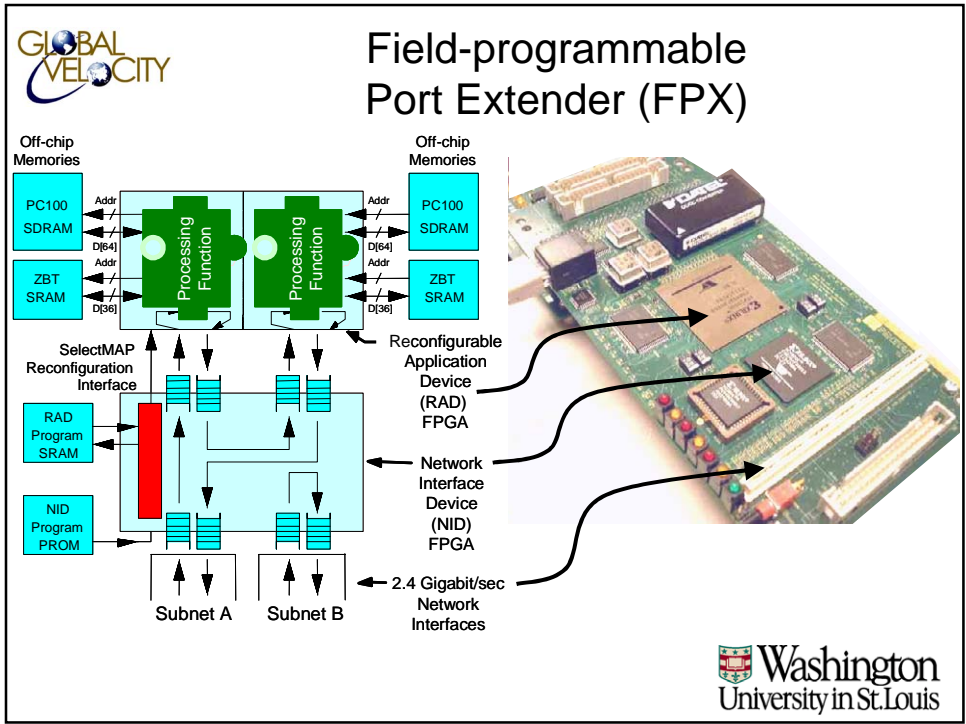 GLOBAL
VELOCITY
Field-programmable
Port Extender (FPX)
Off-chip
Memories
PC100
SDRAM
ZBT
SRAM
Addr
D[64]
Addr
D[36]
Processing
Function
Processing
Function
Off-chip
Memories
Addr
D[64]
Addr
D[36]
PC100
SDRAM
ZBT
SRAM
DATEL
XILINX
SelectMAP
Reconfiguration
Interface
Reconfigurable
Application
Device
(RAD)
FPGA
RAD
Program
SRAM
NID
Program
PROM
Network
Interface
Device
(NID)
FPGA
2.4 Gigabit/sec
Network
Interfaces
Subnet A
Subnet B
Washington
University in St.Louis